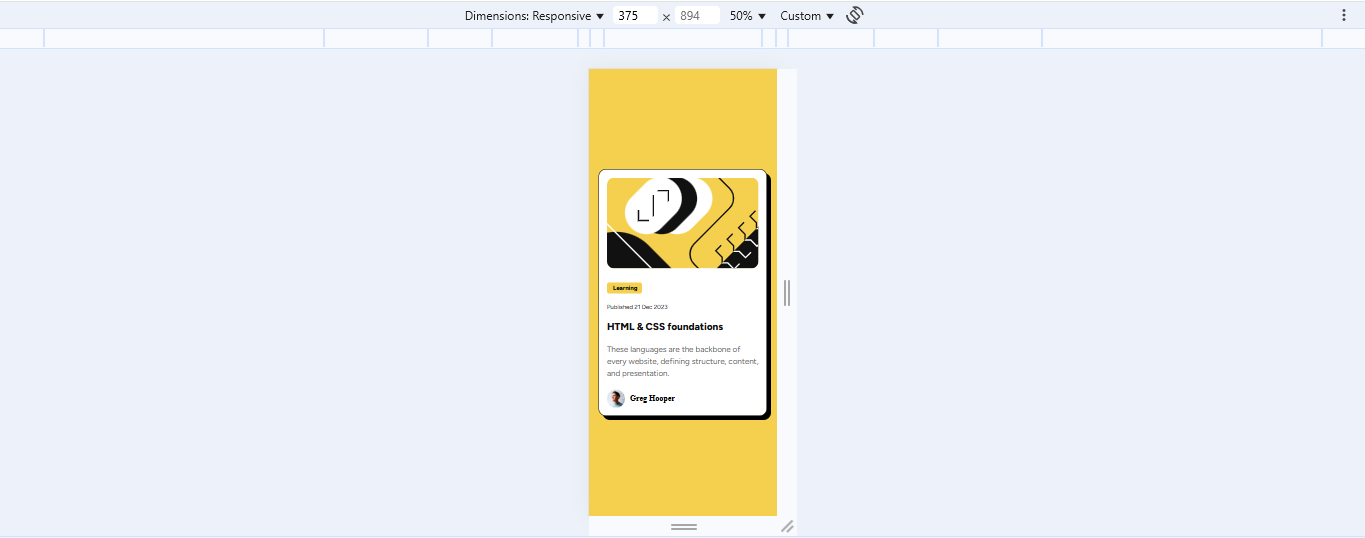 Dimensions: Responsive ▼ 375 × 894 50% ▼ Custom ▼
Learning
Published 21 Dec 2023
HTML & CSS foundations
These languages are the backbone of
every website, defining structure, content,
and presentation.
Greg Hooper